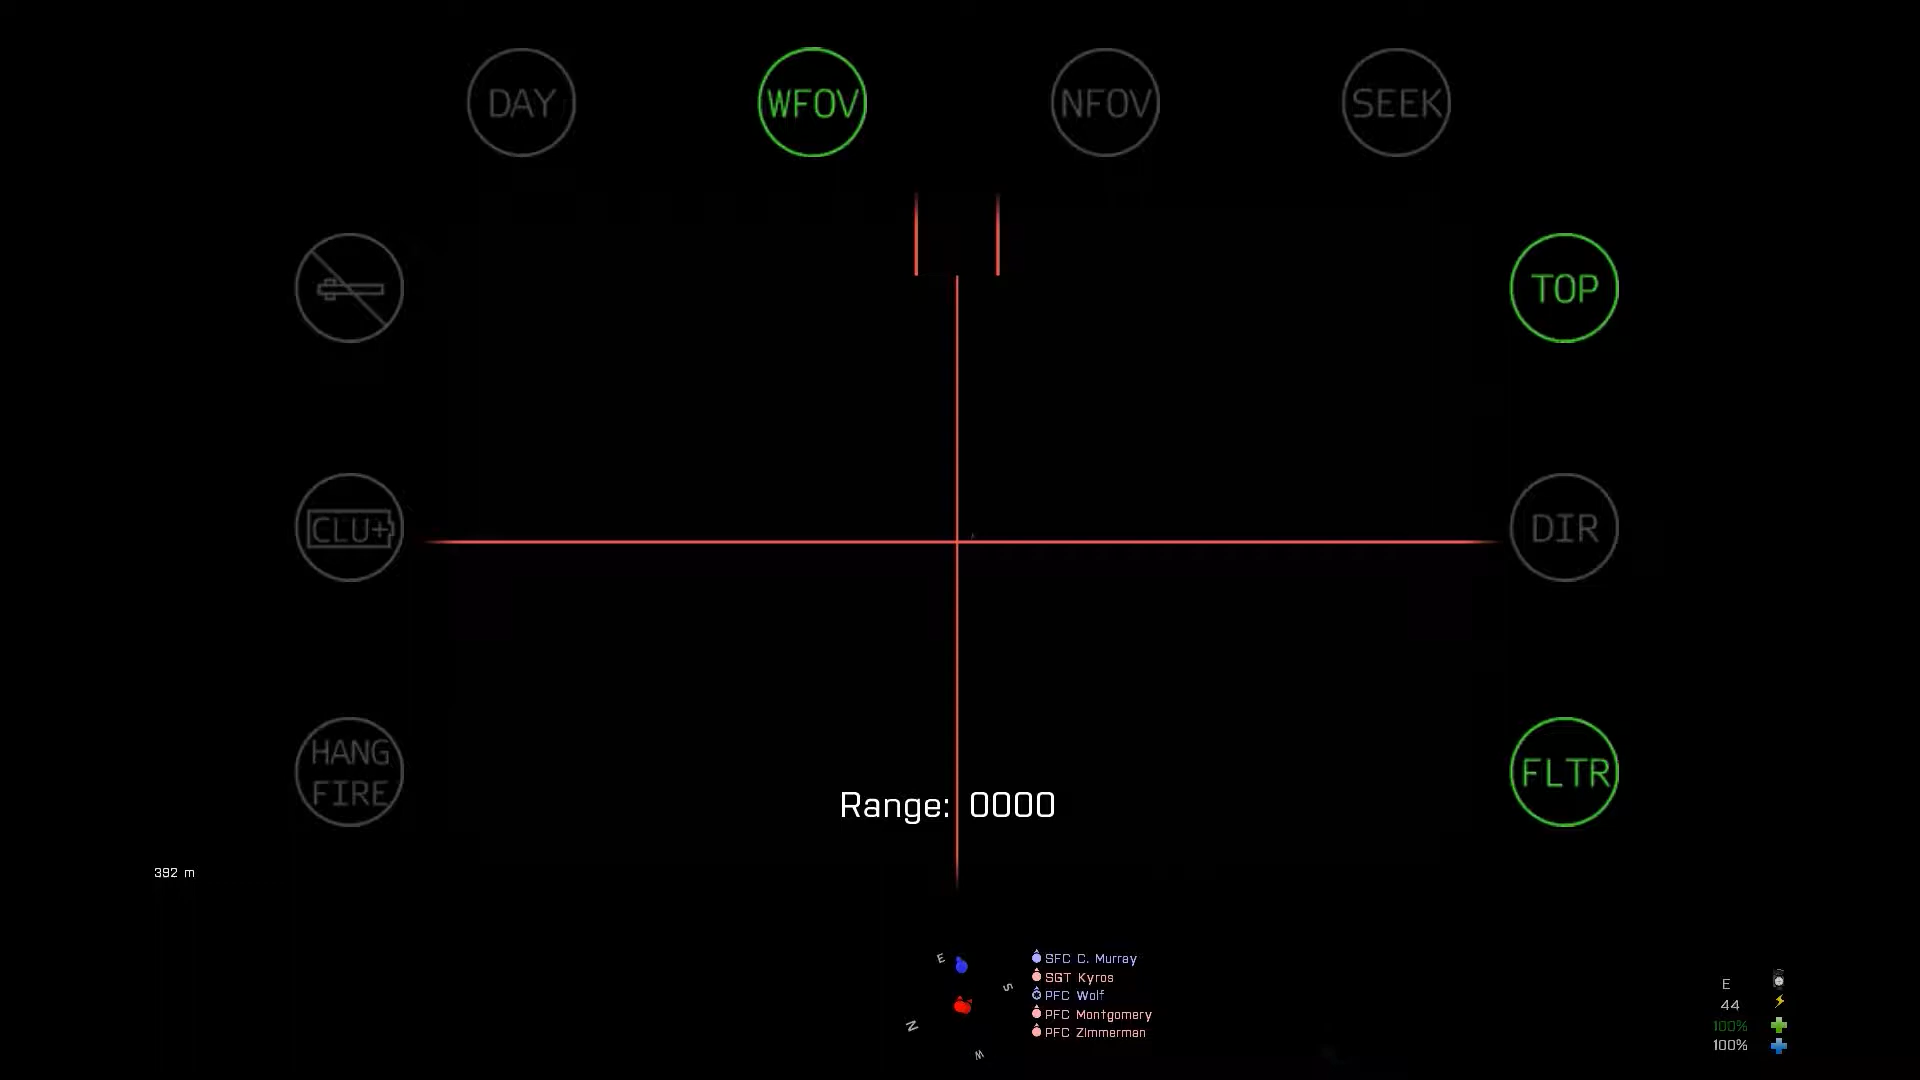 DAY
WFOV
NFOV
SEEK
TOP
CLU+
DIR
HANG
FIRE
FLTR
Range: 0000
392 m
E
S
N
W
SFC C. Murray
SGT Kyros
PFC Wolf
PFC Montgomery
PFC Zimmerman
E
44
100%
100%